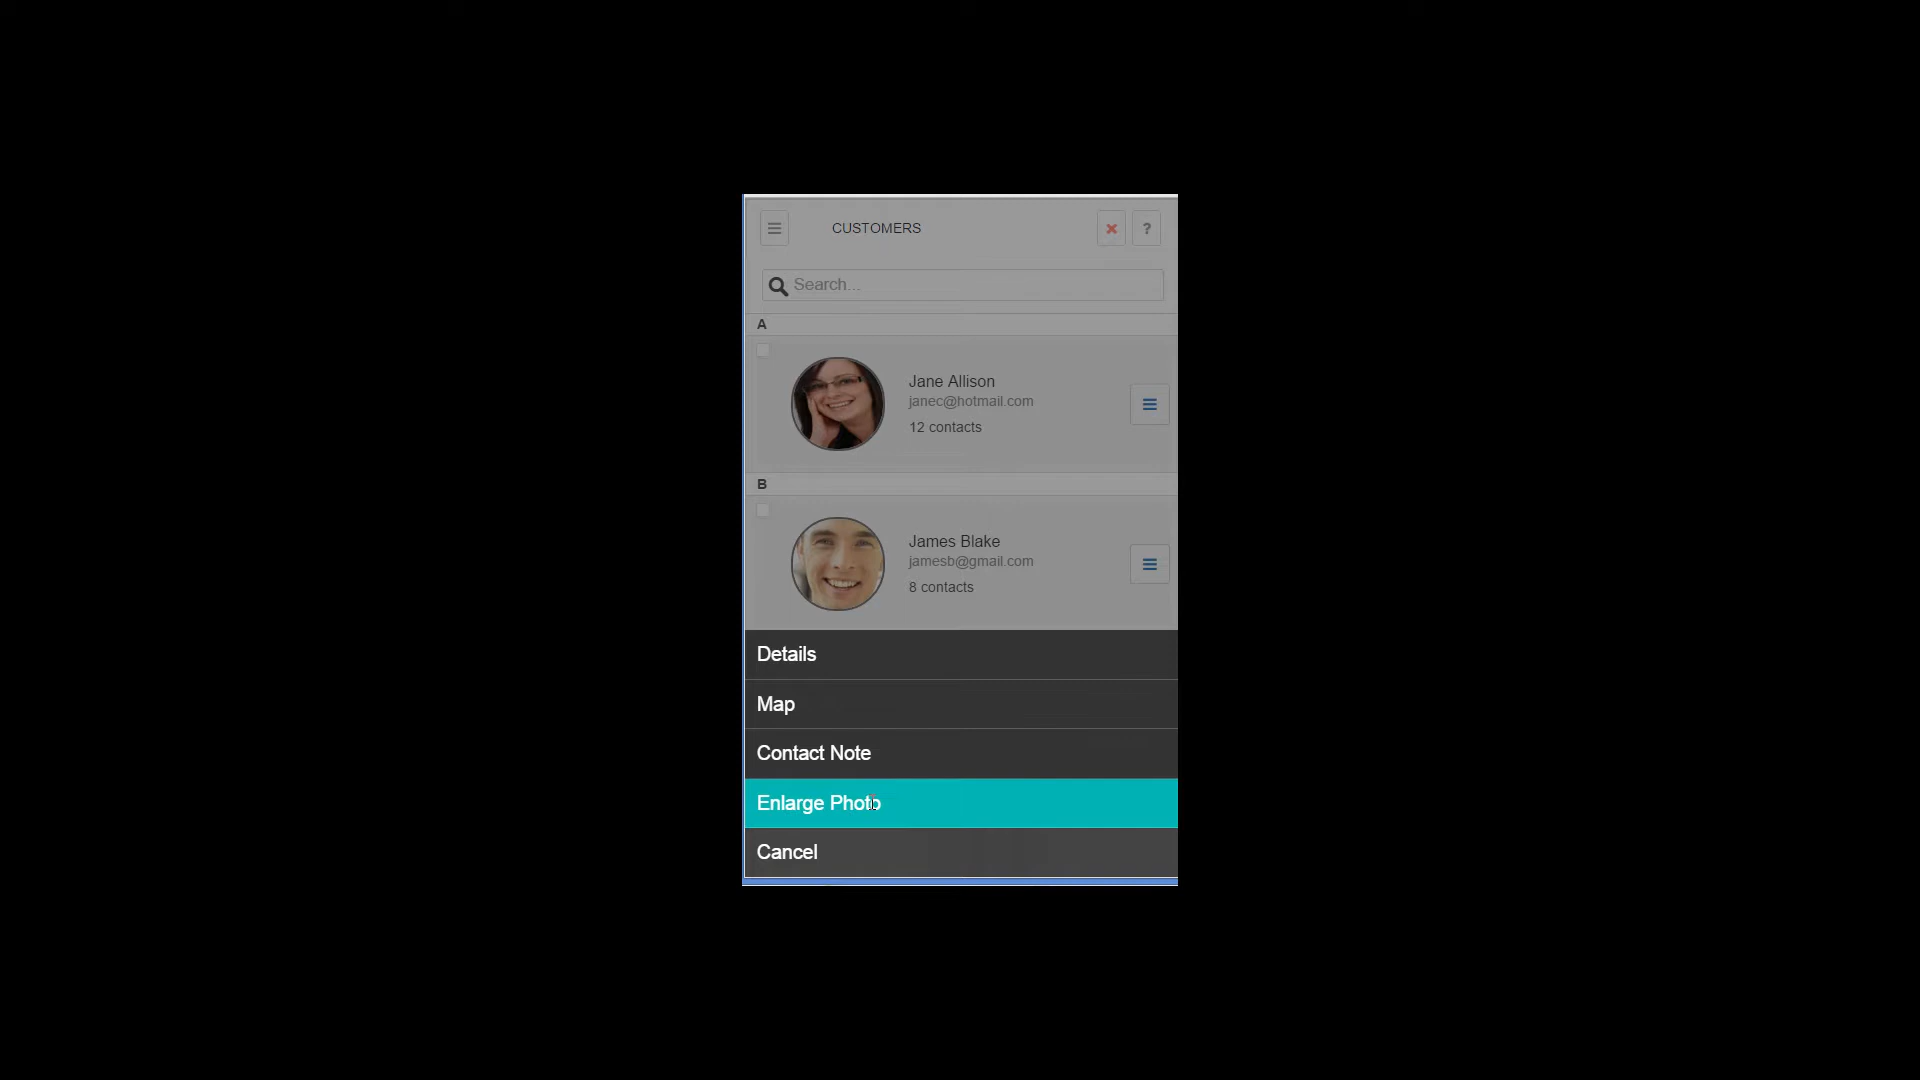 CUSTOMERS
?
Search...
A
Jane Allison
janec@hotmail.com
12 contacts
B
James Blake
jamesb@gmail.com
8 contacts
Details
Map
Contact Note
Enlarge Photo
Cancel